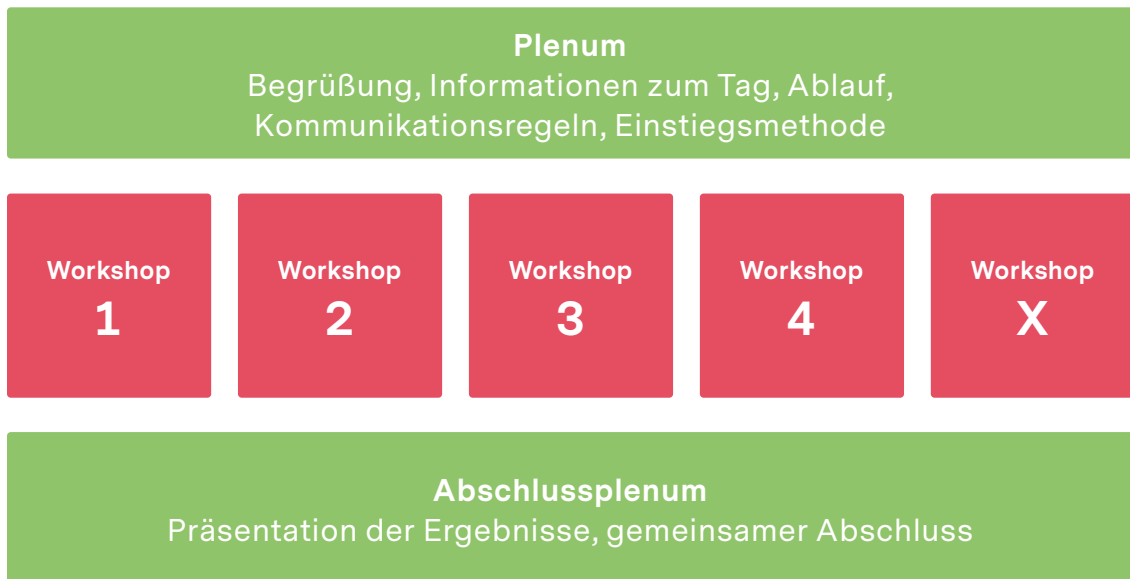 Plenum
Begrüßung, Informationen zum Tag, Ablauf,
Kommunikationsregeln, Einstiegsmethode
Workshop
1
Workshop
2
Workshop
3
Workshop
4
Workshop
X
Abschlussplenum
Präsentation der Ergebnisse, gemeinsamer Abschluss